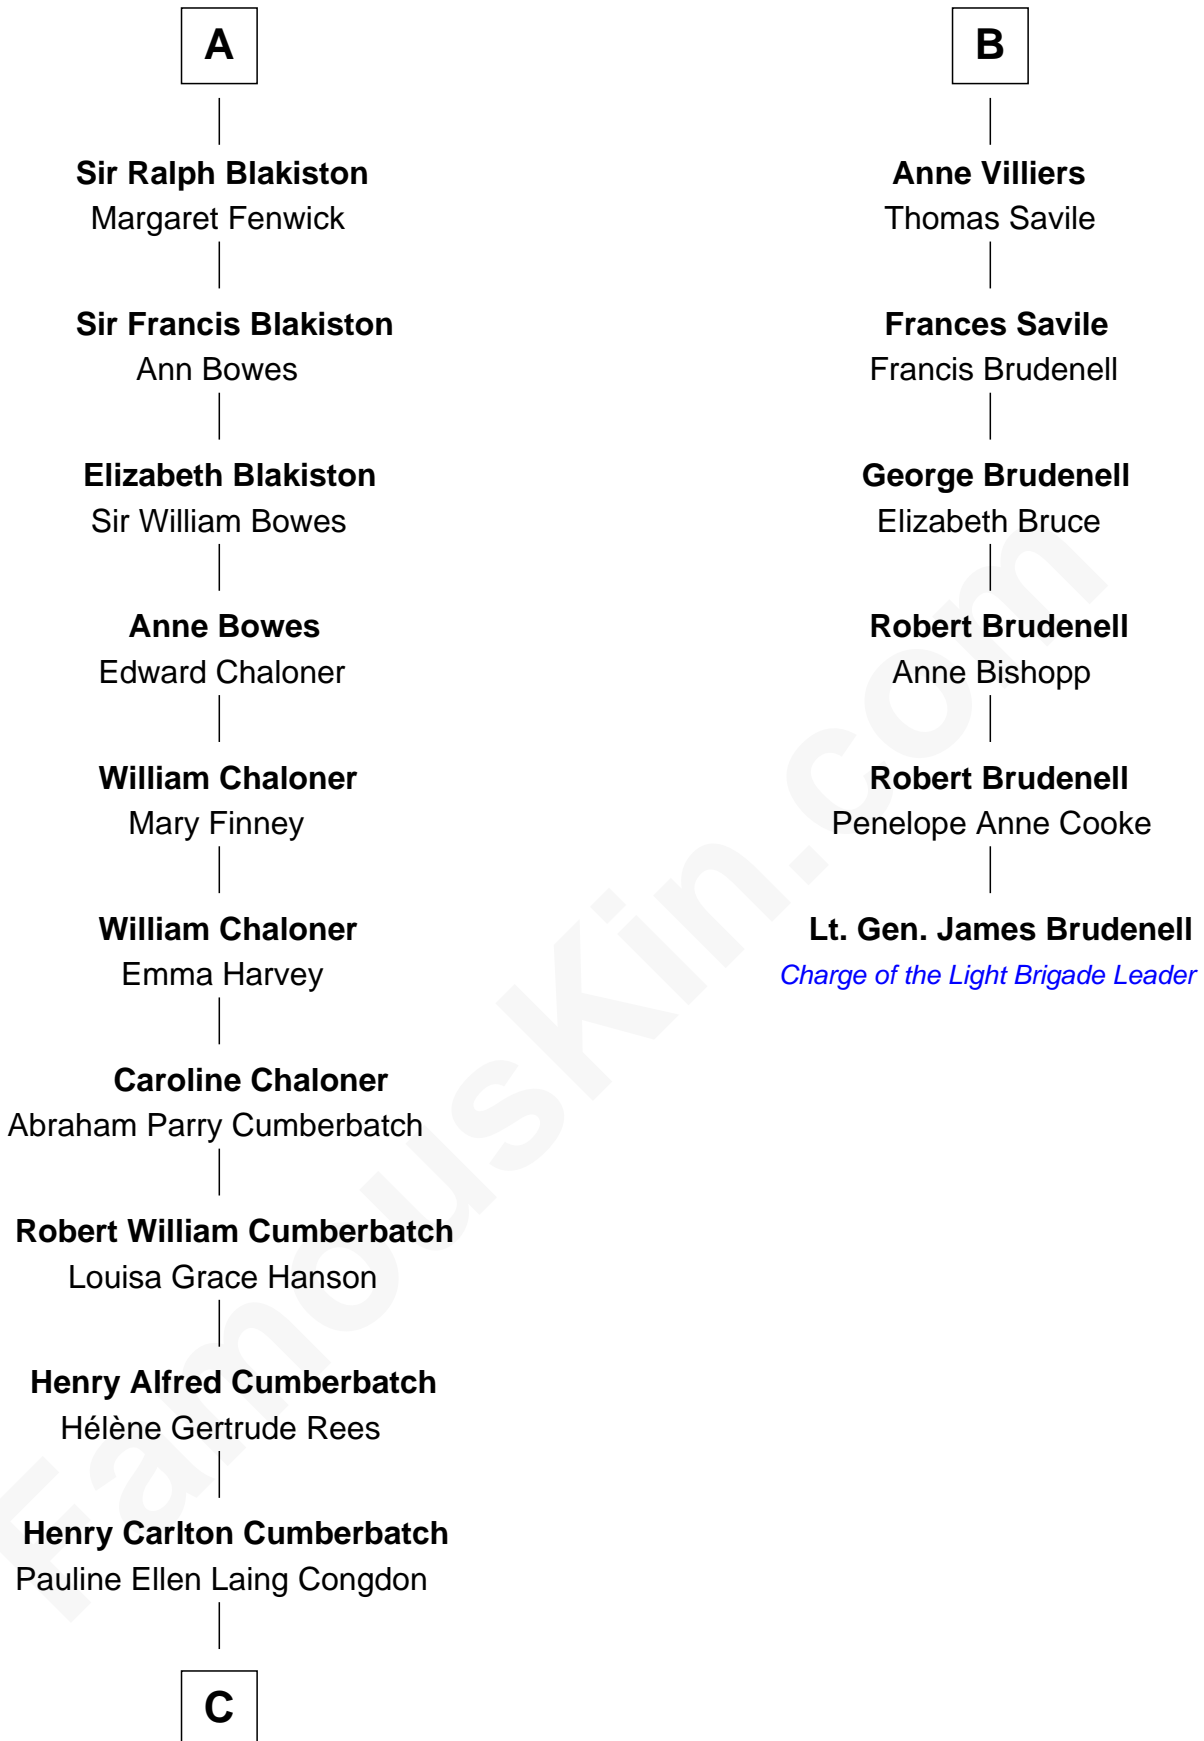 A
Sir Ralph Blakiston
Margaret Fenwick
Sir Francis Blakiston
Ann Bowes
Elizabeth Blakiston
Sir William Bowes
Anne Bowes
Edward Chaloner
William Chaloner
Mary Finney
William Chaloner
Emma Harvey
Caroline Chaloner
Abraham Parry Cumberbatch
Robert William Cumberbatch
Louisa Grace Hanson
Henry Alfred Cumberbatch
Hélène Gertrude Rees
Henry Carlton Cumberbatch
Pauline Ellen Laing Congdon
C
B
Anne Villiers
Thomas Savile
Frances Savile
Francis Brudenell
George Brudenell
Elizabeth Bruce
Robert Brudenell
Anne Bishopp
Robert Brudenell
Penelope Anne Cooke
Lt. Gen. James Brudenell
Charge of the Light Brigade Leader
FamousKin.com